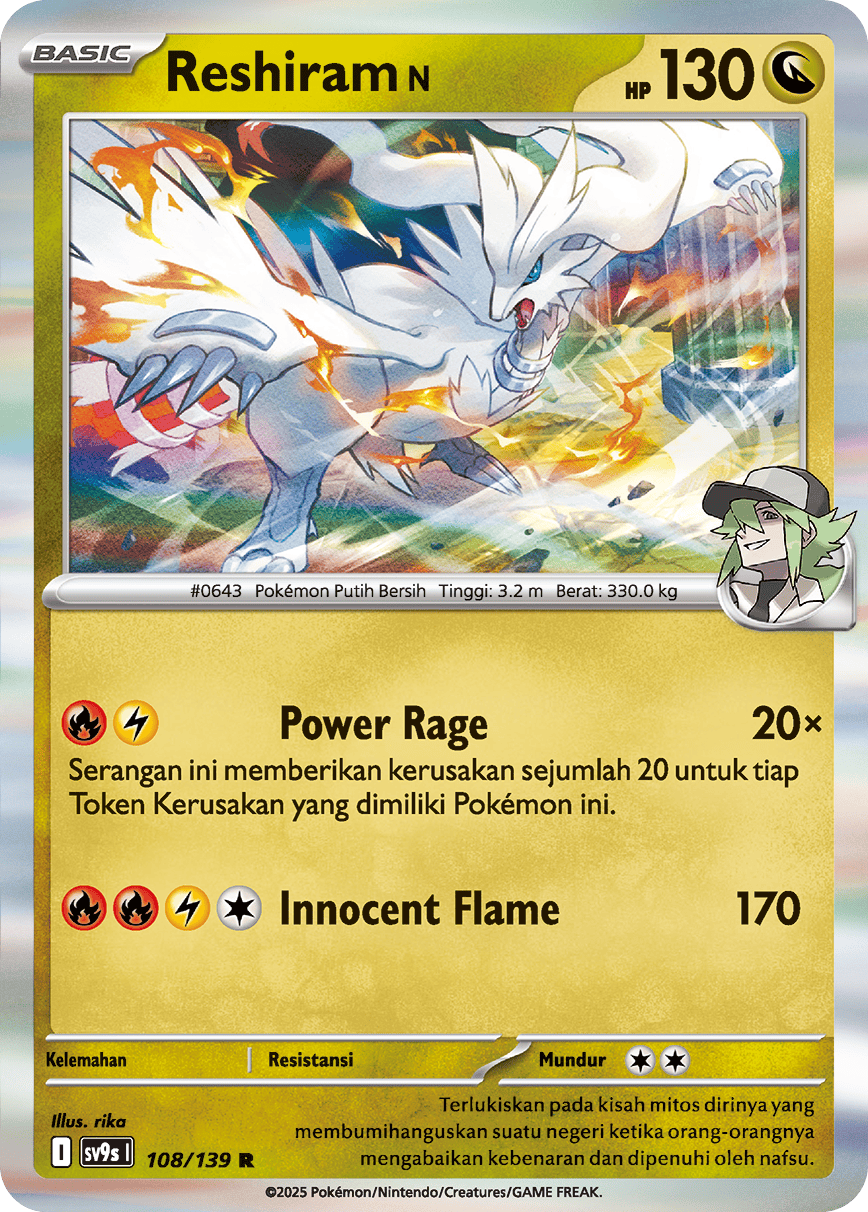 BASIC
Reshiram N
HP 130
#0643 Pokémon Putih Bersih Tinggi: 3.2 m Berat: 330.0 kg
Power Rage 20×
Serangan ini memberikan kerusakan sejumlah 20 untuk tiap
Token Kerusakan yang dimiliki Pokémon ini.
Innocent Flame 170
Kelemahan Resistansi Mundur
Illus. rika
Terlukiskan pada kisah mitos dirinya yang
membumihanguskan suatu negeri ketika orang-orangnya
mengabaikan kebenaran dan dipenuhi oleh nafsu.
I sv9s I 108/139 R
©2025 Pokémon/Nintendo/Creatures/GAME FREAK.